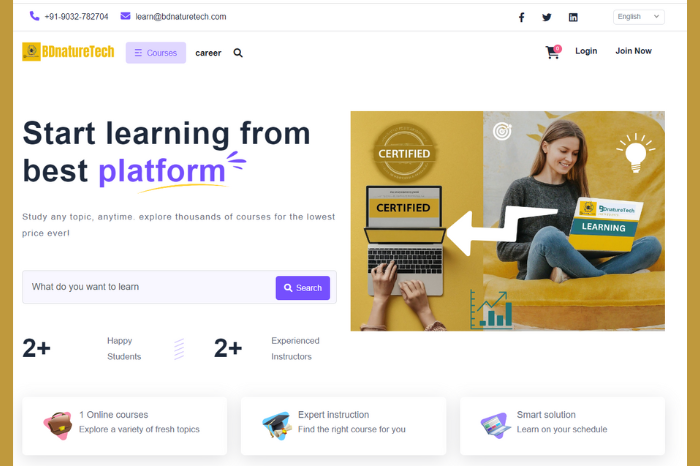 +91-9032-782704 learn@bdnaturetech.com English
BDnatureTech Courses career 0 Login Join Now
Start learning from
best platform
Study any topic, anytime. explore thousands of courses for the lowest
price ever!
What do you want to learn Search
2+ Happy
Students
2+ Experienced
Instructors
CERTIFIED
CERTIFIED
BDnatureTech
LEARNING
1 Online courses
Explore a variety of fresh topics
Expert instruction
Find the right course for you
Smart solution
Learn on your schedule